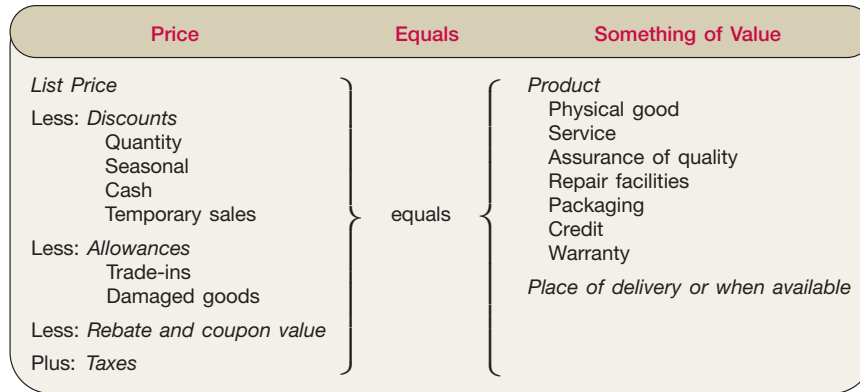 Price Equals Something of Value
List Price
Less: Discounts
Quantity
Seasonal
Cash
Temporary sales
Less: Allowances
Trade-ins
Damaged goods
Less: Rebate and coupon value
Plus: Taxes
equals
Product
Physical good
Service
Assurance of quality
Repair facilities
Packaging
Credit
Warranty
Place of delivery or when available